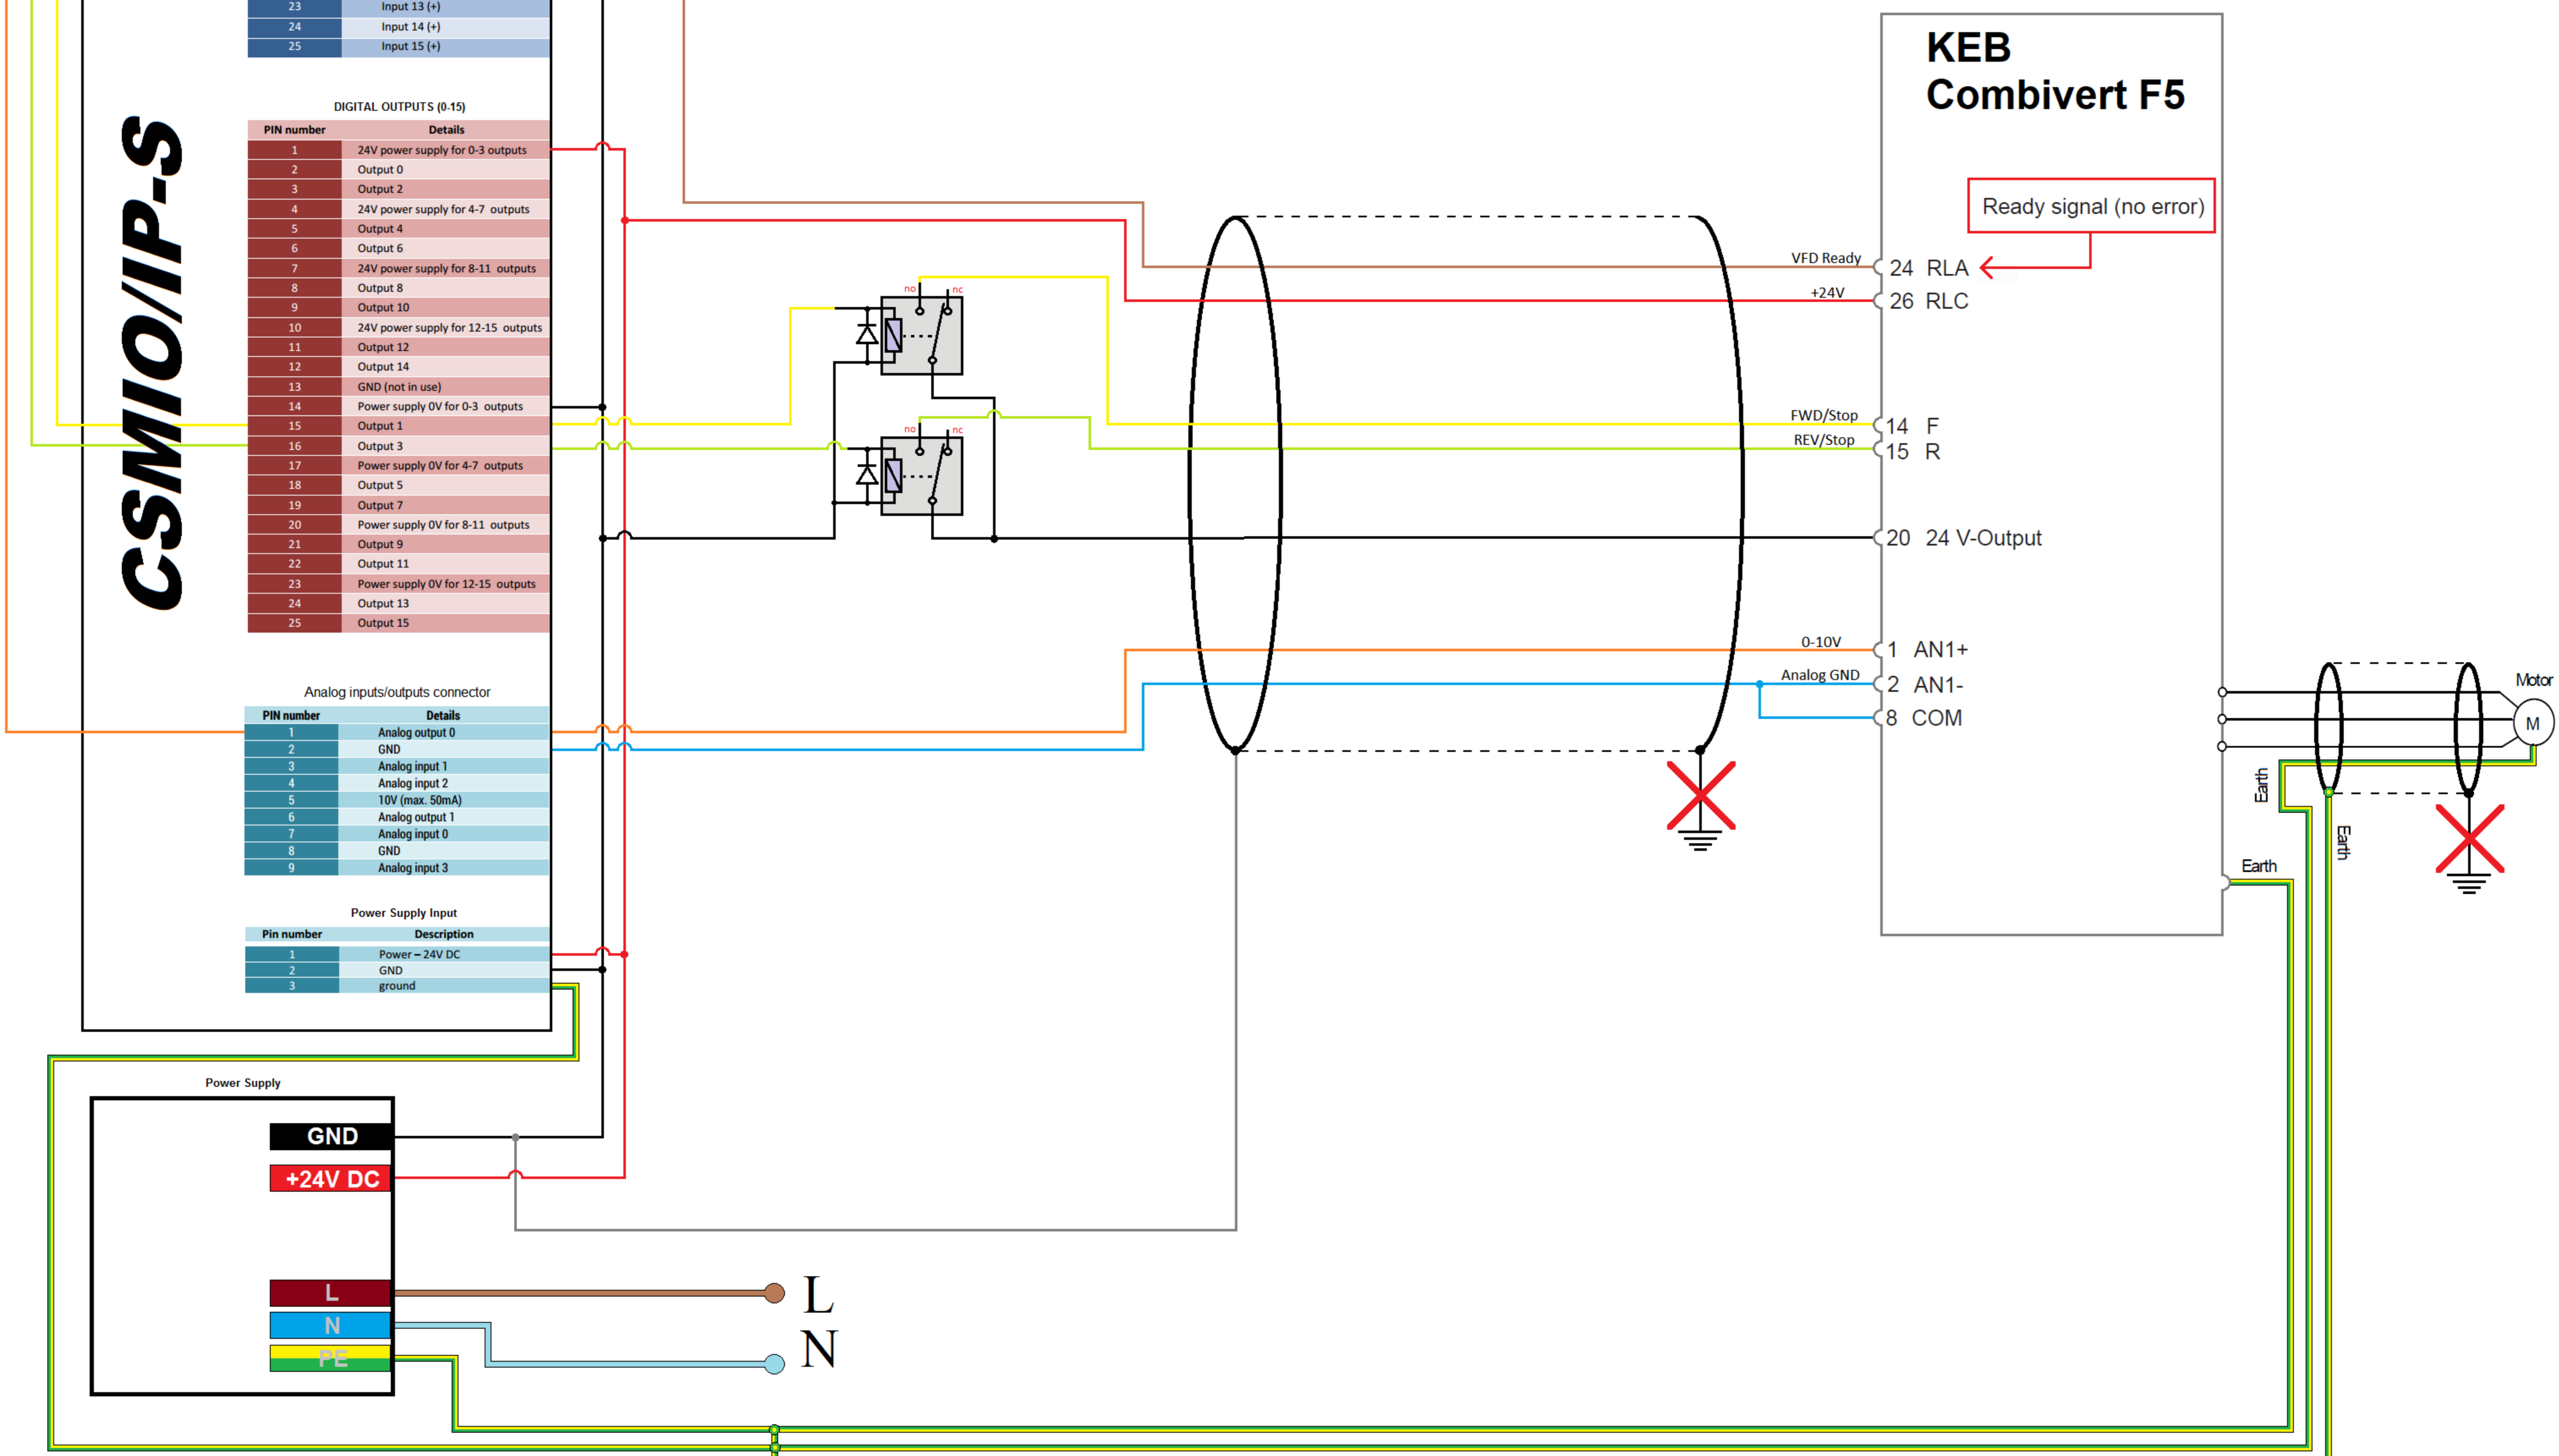 23 Input 13 (+)
24 Input 14 (+)
25 Input 15 (+)
CSMIO/IP-S
DIGITAL OUTPUTS (0-15)
PIN number Details
1 24V power supply for 0-3 outputs
2 Output 0
3 Output 2
4 24V power supply for 4-7 outputs
5 Output 4
6 Output 6
7 24V power supply for 8-11 outputs
8 Output 8
9 Output 10
10 24V power supply for 12-15 outputs
11 Output 12
12 Output 14
13 GND (not in use)
14 Power supply 0V for 0-3 outputs
15 Output 1
16 Output 3
17 Power supply 0V for 4-7 outputs
18 Output 5
19 Output 7
20 Power supply 0V for 8-11 outputs
21 Output 9
22 Output 11
23 Power supply 0V for 12-15 outputs
24 Output 13
25 Output 15
Analog inputs/outputs connector
PIN number Details
1 Analog output 0
2 GND
3 Analog input 1
4 Analog input 2
5 10V (max. 50mA)
6 Analog output 1
7 Analog input 0
8 GND
9 Analog input 3
Power Supply Input
Pin number Description
1 Power – 24V DC
2 GND
3 ground
Power Supply
GND
+24V DC
L
N
PE
L
N
no nc
no nc
KEB
Combivert F5
Ready signal (no error)
VFD Ready 24 RLA
+24V 26 RLC
FWD/Stop 14 F
REV/Stop 15 R
20 24 V-Output
0-10V 1 AN1+
Analog GND 2 AN1-
8 COM
Motor
M
Earth
Earth
Earth